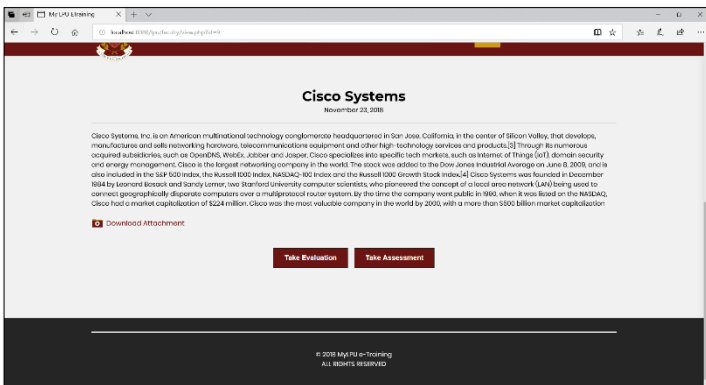 My LPU Etraining
localhost:8080/lpu/faculty/view.php?id=9
Cisco Systems
November 23, 2018
Cisco Systems, Inc. is an American multinational technology conglomerate headquartered in San Jose, California, in the center of Silicon Valley, that develops,
manufactures and sells networking hardware, telecommunications equipment and other high-technology services and products.[3] Through its numerous
acquired subsidiaries, such as OpenDNS, WebEx, Jabber and Jasper, Cisco specializes into specific tech markets, such as Internet of Things (IoT), domain security
and energy management. Cisco is the largest networking company in the world. The stock was added to the Dow Jones Industrial Average on June 8, 2009, and is
also included in the S&P 500 Index, the Russell 1000 Index, NASDAQ-100 Index and the Russell 1000 Growth Stock Index.[4] Cisco Systems was founded in December
1984 by Leonard Bosack and Sandy Lerner, two Stanford University computer scientists, who pioneered the concept of a local area network (LAN) being used to
connect geographically disparate computers over a multiprotocol router system. By the time the company went public in 1990, when it was listed on the NASDAQ,
Cisco had a market capitalization of $224 million. Cisco was the most valuable company in the world by 2000, with a more than $500 billion market capitalization
Download Attachment
Take Evaluation Take Assessment
© 2018 MyLPU e-Training
ALL RIGHTS RESERVED